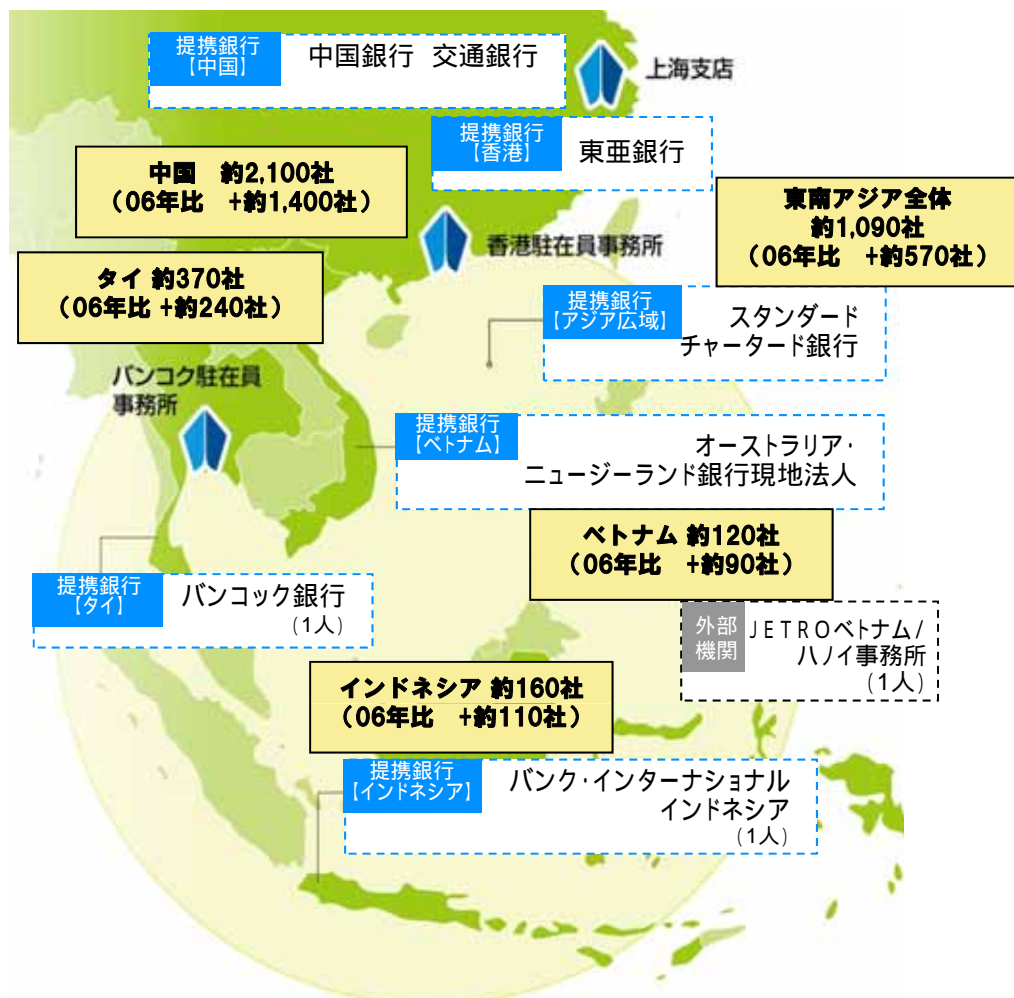 提携銀行
【中国】
中国銀行 交通銀行
上海支店
提携銀行
【香港】
東亜銀行
中国 約2,100社
（06年比 +約1,400社）
東南アジア全体
約1,090社
（06年比 +約570社）
香港駐在員事務所
タイ 約370社
（06年比 +約240社）
提携銀行
【アジア広域】
スタンダード
チャータード銀行
バンコク駐在員
事務所
提携銀行
【ベトナム】
オーストラリア・
ニュージーランド銀行現地法人
ベトナム 約120社
（06年比 +約90社）
提携銀行
【タイ】
バンコック銀行
（1人）
外部
機関
JETROベトナム/
ハノイ事務所
（1人）
インドネシア 約160社
（06年比 +約110社）
提携銀行
【インドネシア】
バンク・インターナショナル
インドネシア
（1人）